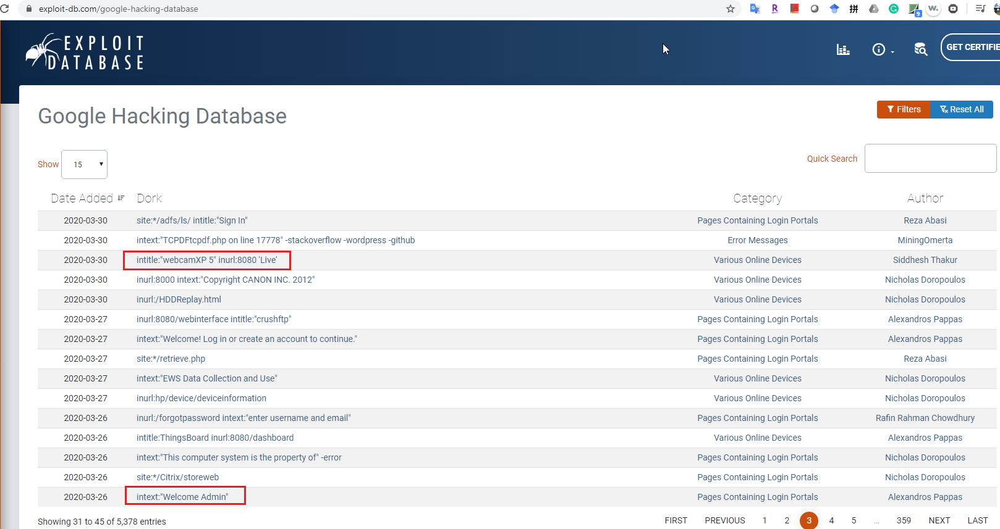 exploit-db.com/google-hacking-database
EXPLOIT
DATABASE
GET CERTIFIE
Google Hacking Database
Filters
Reset All
Show 15
Quick Search
Date Added Dork Category Author
2020-03-30 site:*/adfs/ls/ intitle:"Sign In" Pages Containing Login Portals Reza Abasi
2020-03-30 intext:"TCPDFtcpdf.php on line 17778" -stackoverflow -wordpress -github Error Messages MiningOmerta
2020-03-30 intitle:"webcamXP 5" inurl:8080 'Live' Various Online Devices Siddhesh Thakur
2020-03-30 inurl:8000 intext:"Copyright CANON INC. 2012" Various Online Devices Nicholas Doropoulos
2020-03-30 inurl:/HDDReplay.html Various Online Devices Nicholas Doropoulos
2020-03-27 inurl:8080/webinterface intitle:"crushftp" Pages Containing Login Portals Alexandros Pappas
2020-03-27 intext:"Welcome! Log in or create an account to continue." Pages Containing Login Portals Alexandros Pappas
2020-03-27 site:*/retrieve.php Pages Containing Login Portals Reza Abasi
2020-03-27 intext:"EWS Data Collection and Use" Various Online Devices Nicholas Doropoulos
2020-03-27 inurl:hp/device/deviceinformation Various Online Devices Nicholas Doropoulos
2020-03-26 inurl:/forgotpassword intext:"enter username and email" Pages Containing Login Portals Rafin Rahman Chowdhury
2020-03-26 intitle:ThingsBoard inurl:8080/dashboard Various Online Devices Alexandros Pappas
2020-03-26 intext:"This computer system is the property of" -error Pages Containing Login Portals Nicholas Doropoulos
2020-03-26 site:*/Citrix/storeweb Pages Containing Login Portals Nicholas Doropoulos
2020-03-26 intext:"Welcome Admin" Pages Containing Login Portals Alexandros Pappas
Showing 31 to 45 of 5,378 entries
FIRST PREVIOUS 1 2 3 4 5 … 359 NEXT LAST